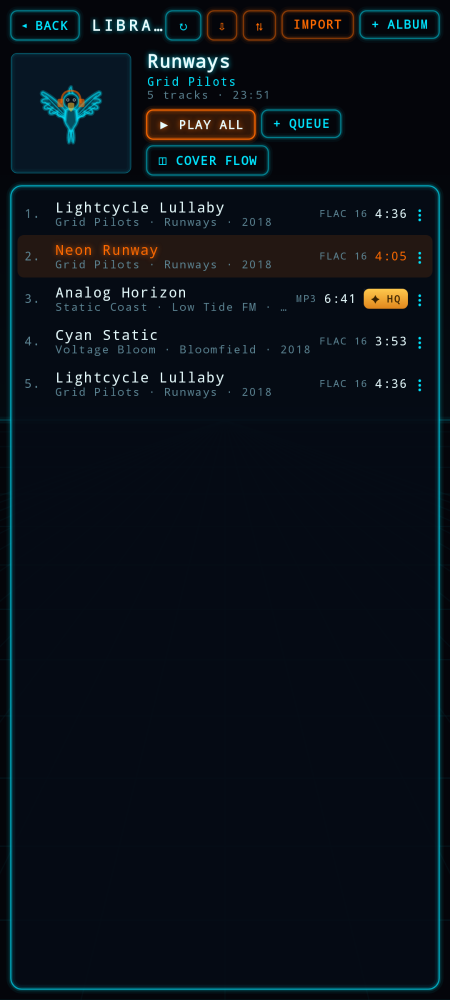 ◂ BACK LIBRA… ↻ ⇩ ⇅ IMPORT + ALBUM
Runways
Grid Pilots
5 tracks · 23:51
▶ PLAY ALL + QUEUE
◫ COVER FLOW
1. Lightcycle Lullaby FLAC 16 4:36 ⋮
Grid Pilots · Runways · 2018
2. Neon Runway FLAC 16 4:05 ⋮
Grid Pilots · Runways · 2018
3. Analog Horizon MP3 6:41 ✦ HQ ⋮
Static Coast · Low Tide FM · …
4. Cyan Static FLAC 16 3:53 ⋮
Voltage Bloom · Bloomfield · 2018
5. Lightcycle Lullaby FLAC 16 4:36 ⋮
Grid Pilots · Runways · 2018